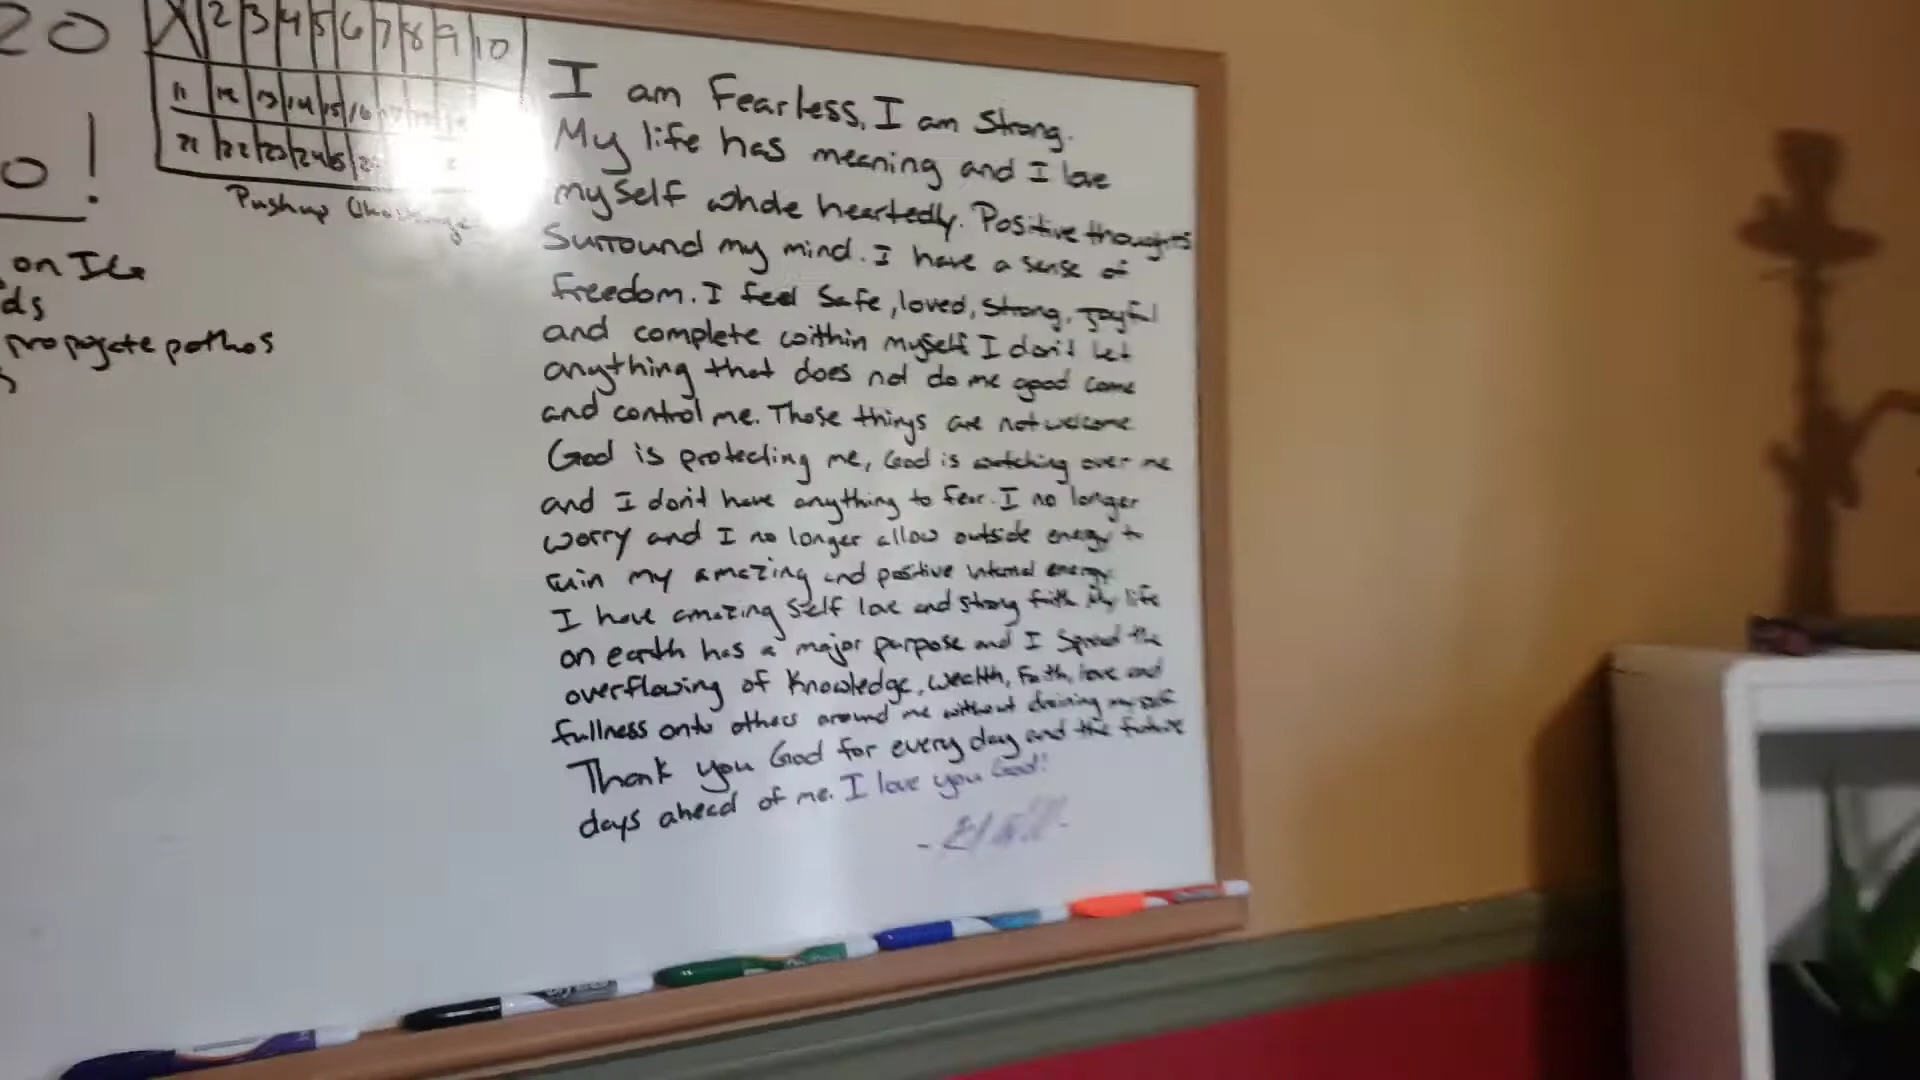 20
X 2 3 4 5 6 7 8 9 10
11 12 13 14 15 16
21 22 23 24 25
Pushup Challenge
o!
on Ice
ds
propogate pothos
s
I am Fearless, I am Strong.
My life has meaning and I love
myself whole heartedly. Positive thoughts
Surround my mind. I have a sense of
freedom. I feel Safe, loved, Strong, Joyful
and complete within myself. I don't let
anything that does not do me good come
and control me. Those things are not welcome
God is protecting me, God is watching over me
and I don't have anything to fear. I no longer
worry and I no longer allow outside energy to
ruin my amazing and positive internal energy.
I have amazing Self love and strong faith. My life
on earth has a major purpose and I Spread the
overflowing of Knowledge, wealth, Faith, love and
fullness onto others around me without draining myself
Thank you God for every day and the future
days ahead of me. I love you God!